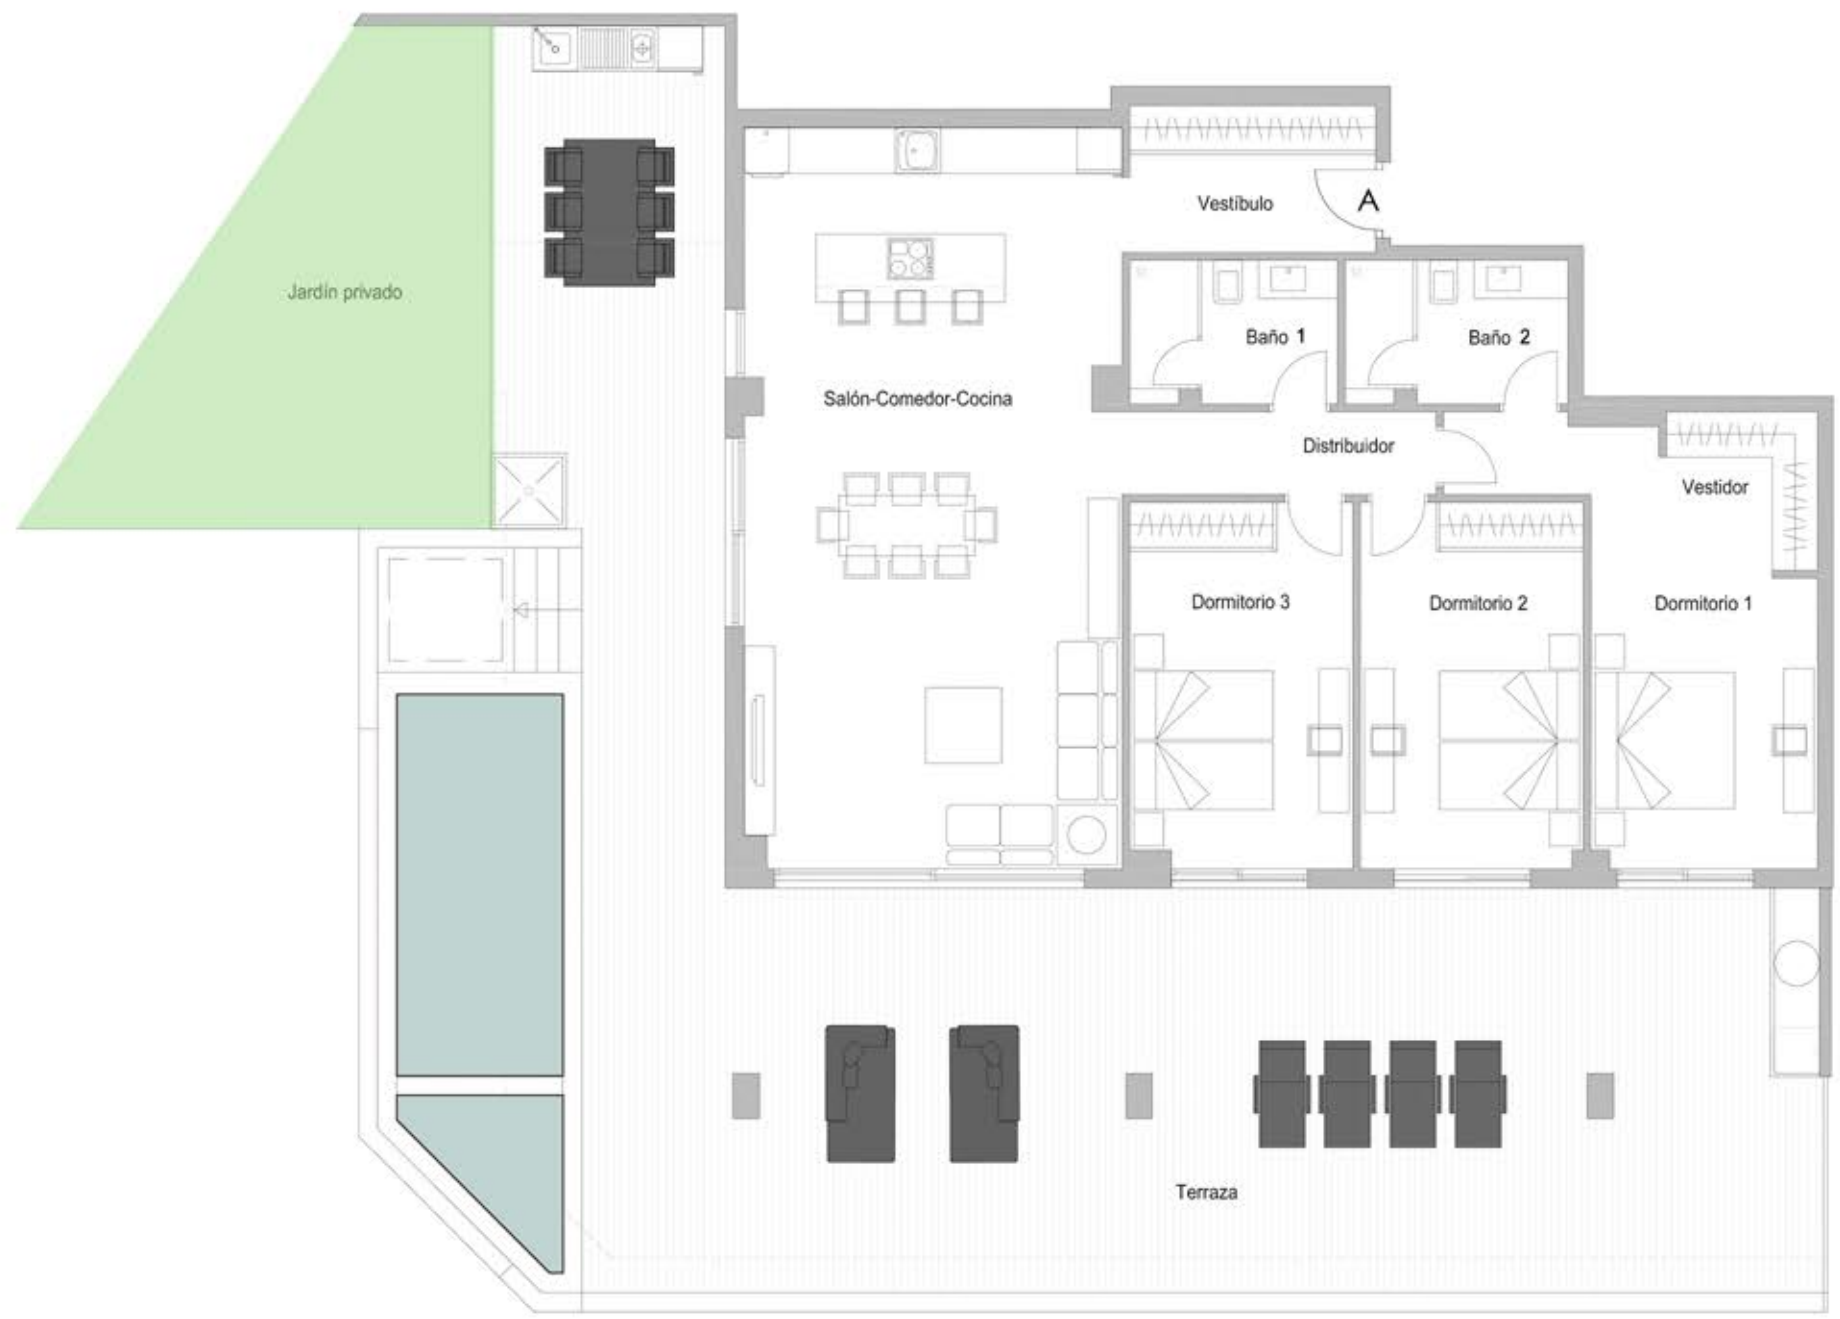 Vestíbulo
A
Jardín privado
Baño 1
Baño 2
Salón-Comedor-Cocina
Distribuidor
Vestidor
Dormitorio 3
Dormitorio 2
Dormitorio 1
Terraza